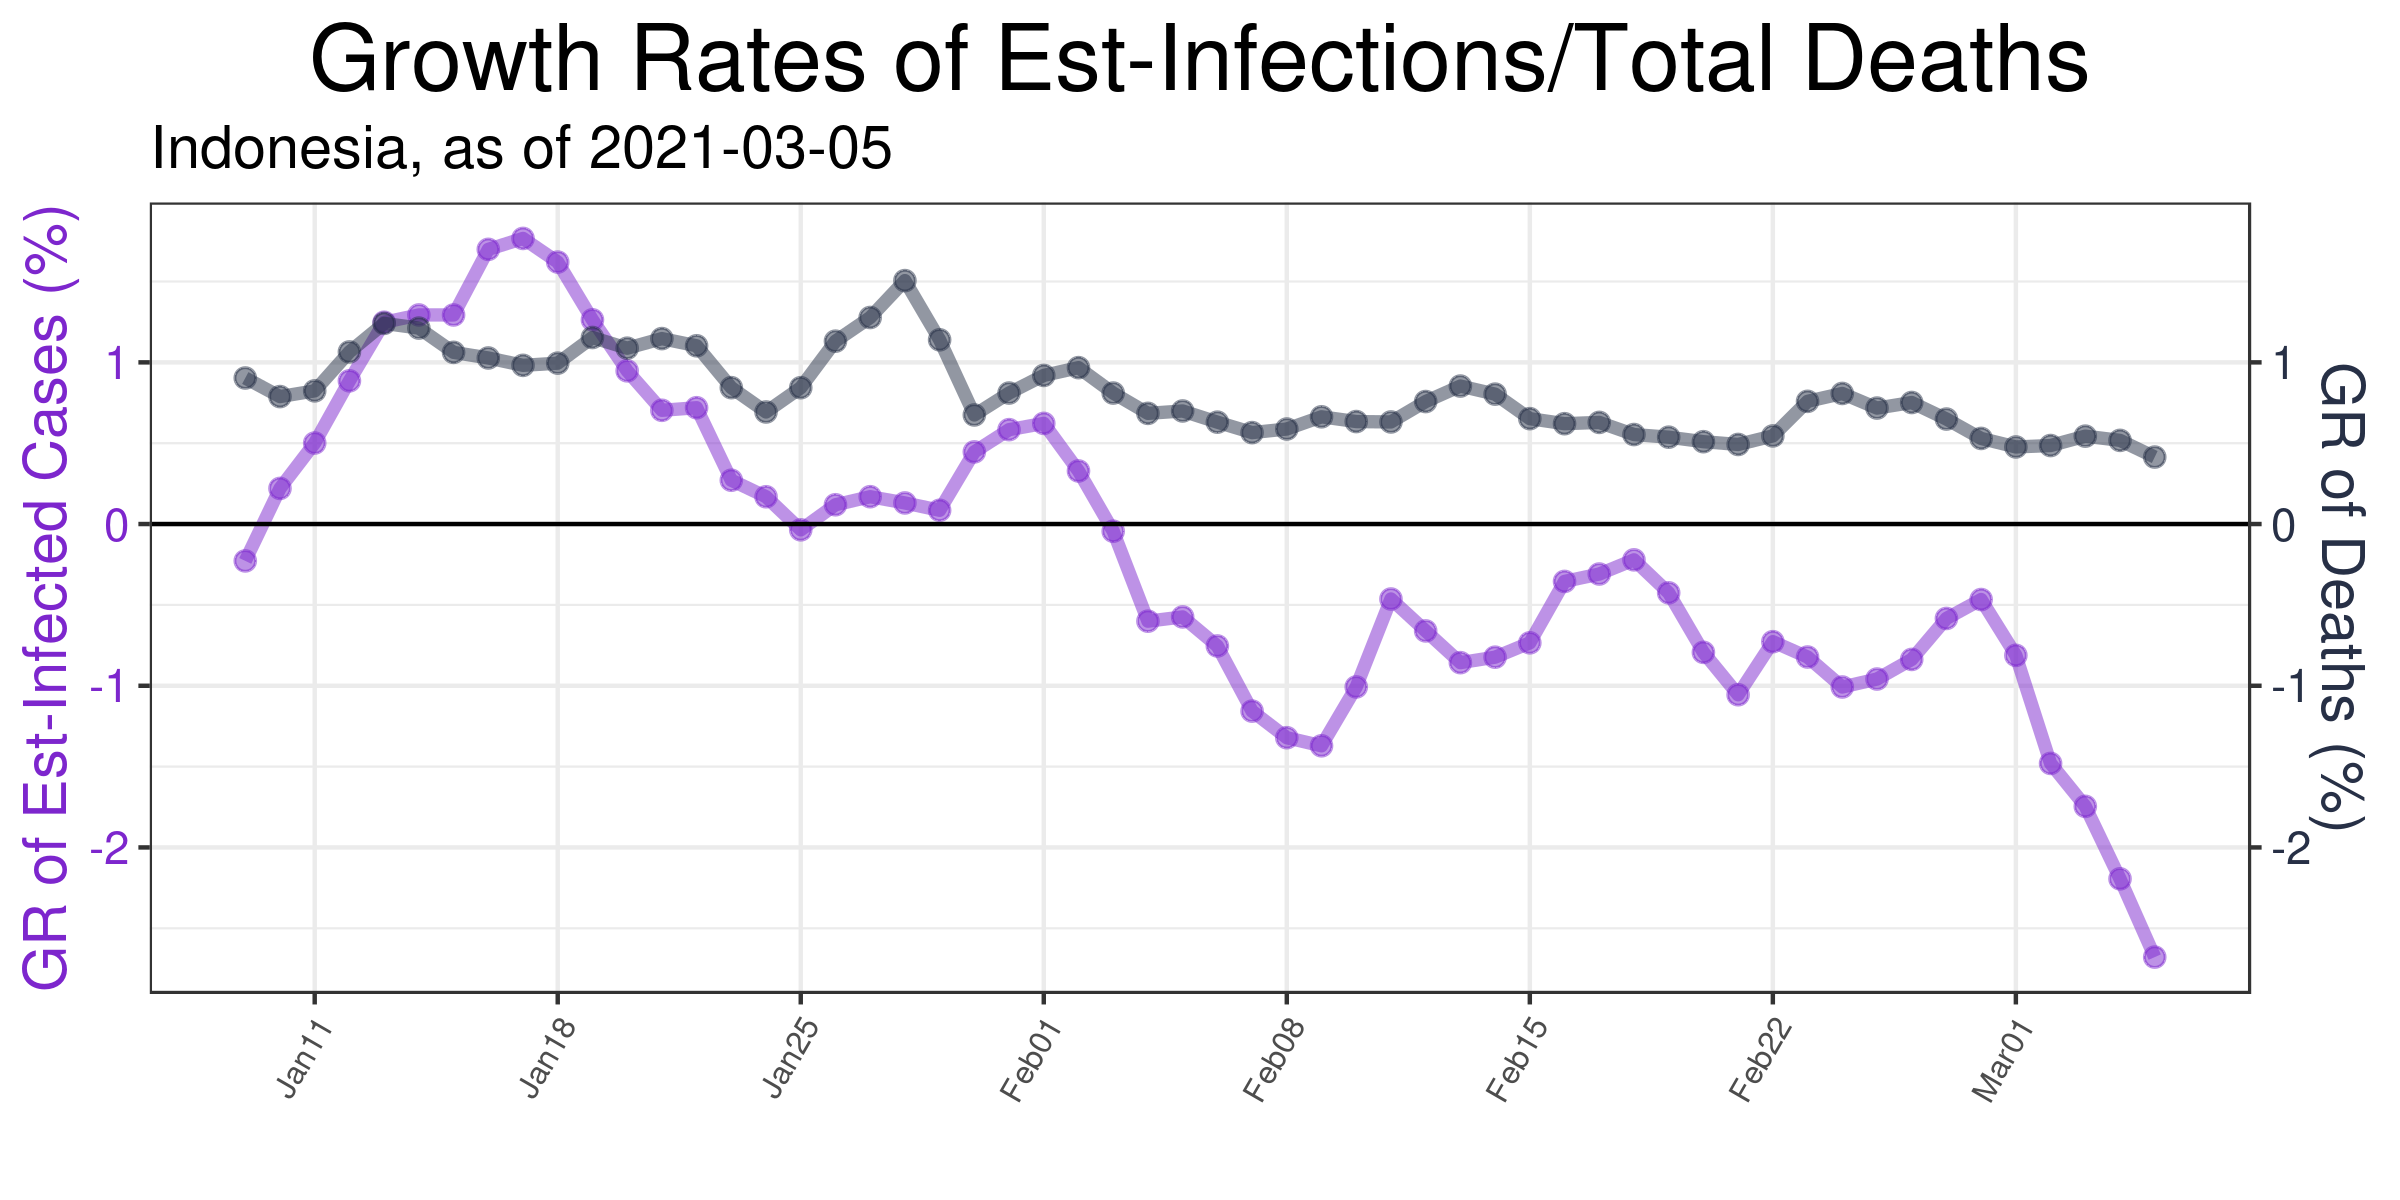 Growth Rates of Est-Infections/Total Deaths
Indonesia, as of 2021-03-05
GR of Est-Infected Cases (%)
1
0
-1
-2
1
0
-1
-2
GR of Deaths (%)
Jan11
Jan18
Jan25
Feb01
Feb08
Feb15
Feb22
Mar01